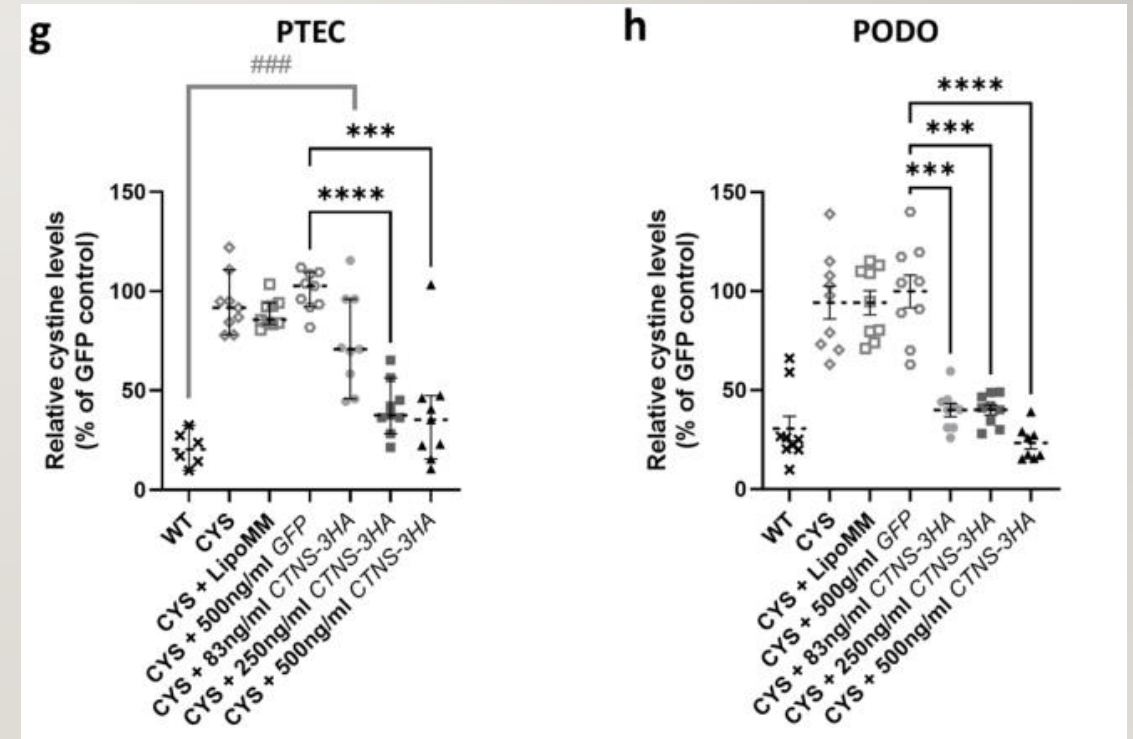 g
PTEC
###
***
****
150
100
50
0
Relative cystine levels
(% of GFP control)
WT
CYS
CYS + LipoMM
CYS + 500ng/ml GFP
CYS + 83ng/ml CTNS-3HA
CYS + 250ng/ml CTNS-3HA
CYS + 500ng/ml CTNS-3HA
h
PODO
****
***
***
150
100
50
0
Relative cystine levels
(% of GFP control)
WT
CYS
CYS + LipoMM
CYS + 500g/ml GFP
CYS + 83ng/ml CTNS-3HA
CYS + 250ng/ml CTNS-3HA
CYS + 500ng/ml CTNS-3HA